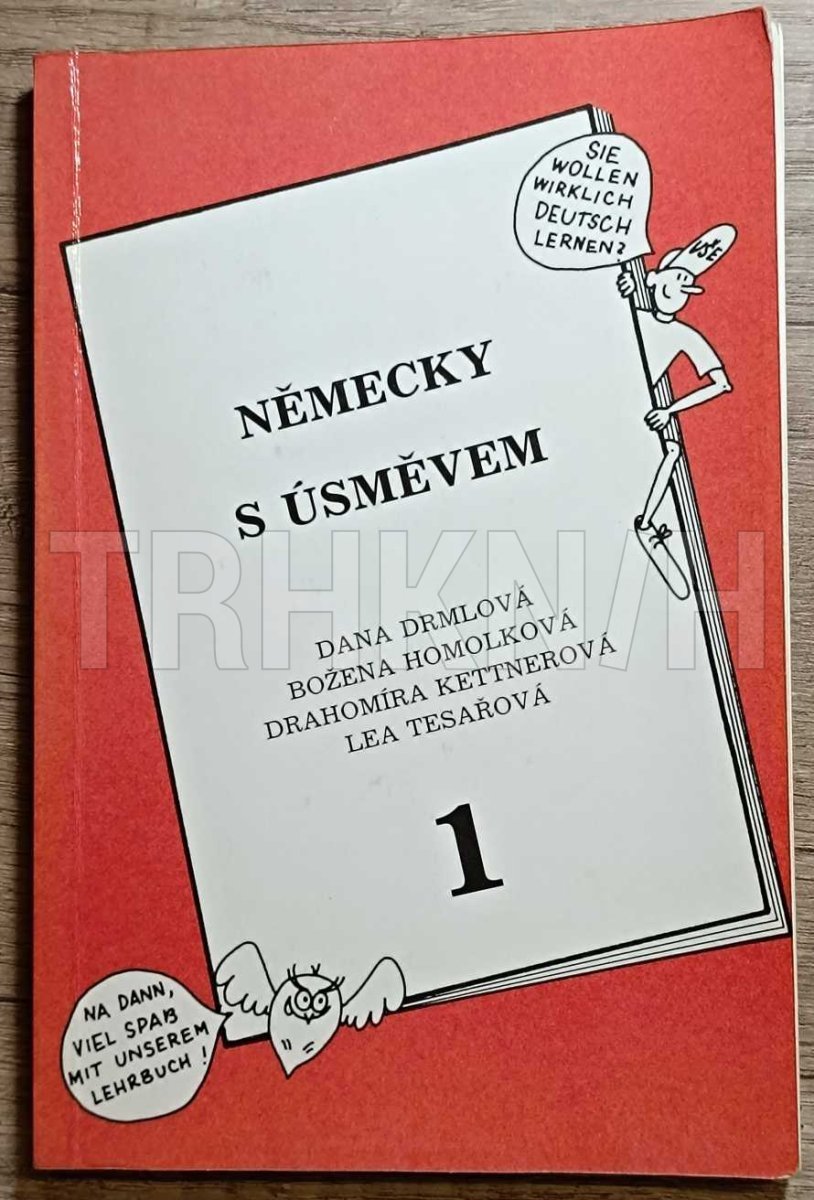 SIE
WOLLEN
WIRKLICH
DEUTSCH
LERNEN?
VŠE
NĚMECKY
S ÚSMĚVEM
TRHKNIH
DANA DRMLOVÁ
BOŽENA HOMOLKOVÁ
DRAHOMÍRA KETTNEROVÁ
LEA TESAŘOVÁ
1
NA DANN,
VIEL SPAß
MIT UNSEREM
LEHRBUCH!